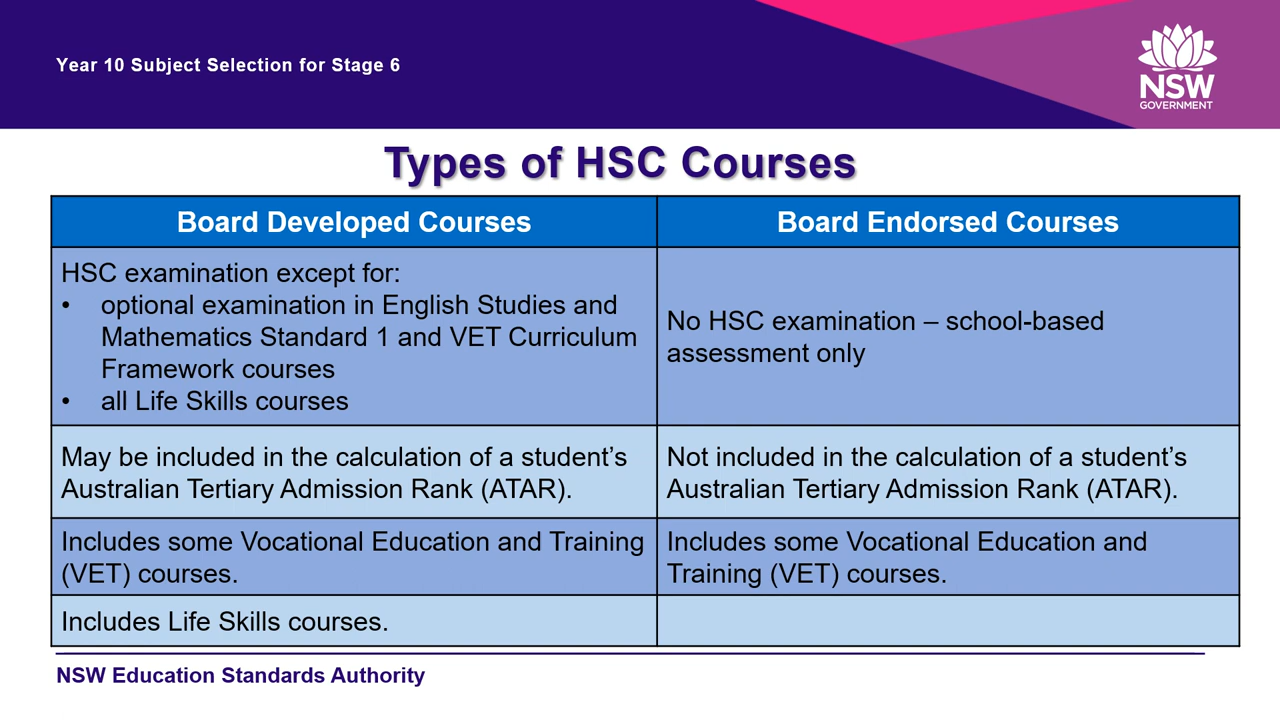 Year 10 Subject Selection for Stage 6
NSW
GOVERNMENT
Types of HSC Courses
Board Developed Courses
Board Endorsed Courses
HSC examination except for:
• optional examination in English Studies and
Mathematics Standard 1 and VET Curriculum
Framework courses
• all Life Skills courses
No HSC examination – school-based
assessment only
May be included in the calculation of a student’s
Australian Tertiary Admission Rank (ATAR).
Not included in the calculation of a student’s
Australian Tertiary Admission Rank (ATAR).
Includes some Vocational Education and Training
(VET) courses.
Includes some Vocational Education and
Training (VET) courses.
Includes Life Skills courses.
NSW Education Standards Authority